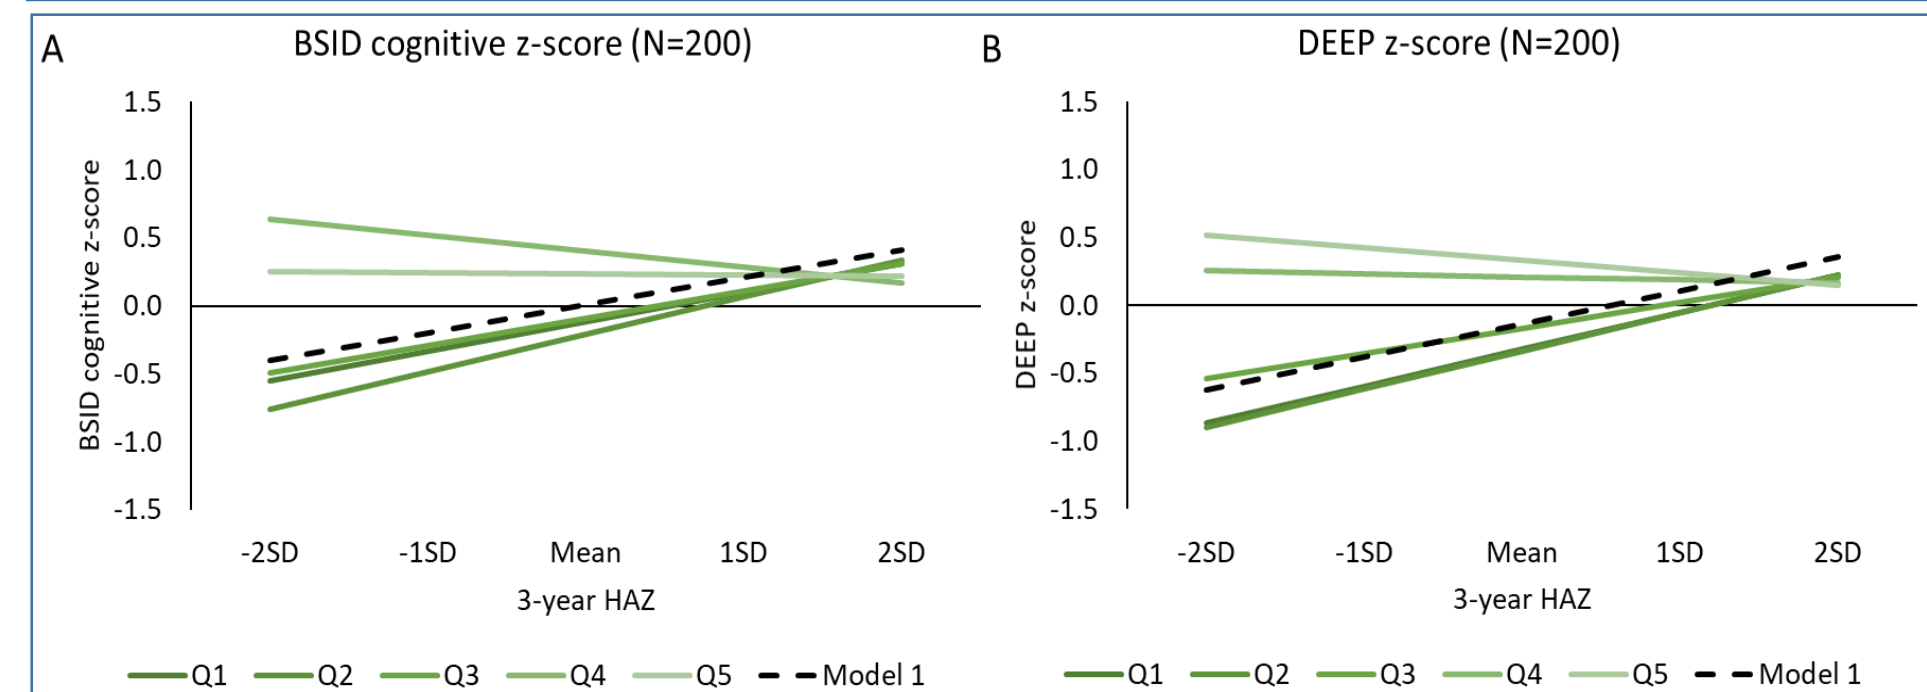 A
BSID cognitive z-score (N=200)
BSID cognitive z-score
1.5
1.0
0.5
0.0
-0.5
-1.0
-1.5
-2SD -1SD Mean 1SD 2SD
3-year HAZ
Q1 Q2 Q3 Q4 Q5 Model 1
B
DEEP z-score (N=200)
DEEP z-score
1.5
1.0
0.5
0.0
-0.5
-1.0
-1.5
-2SD -1SD Mean 1SD 2SD
3-year HAZ
Q1 Q2 Q3 Q4 Q5 Model 1